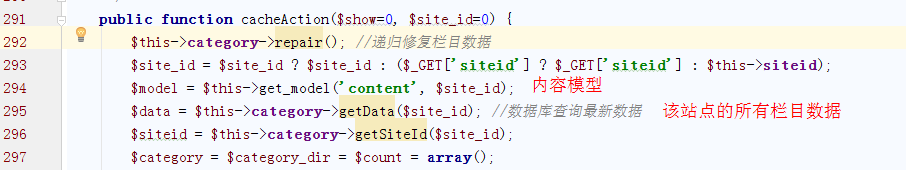 291 public function cacheAction($show=0, $site_id=0) {
292 $this->category->repair(); //递归修复栏目数据
293 $site_id = $site_id ? $site_id : ($_GET['siteid'] ? $_GET['siteid'] : $this->siteid);
294 $model = $this->get_model('content', $site_id); 内容模型
295 $data = $this->category->getData($site_id); //数据库查询最新数据 该站点的所有栏目数据
296 $siteid = $this->category->getSiteId($site_id);
297 $category = $category_dir = $count = array();